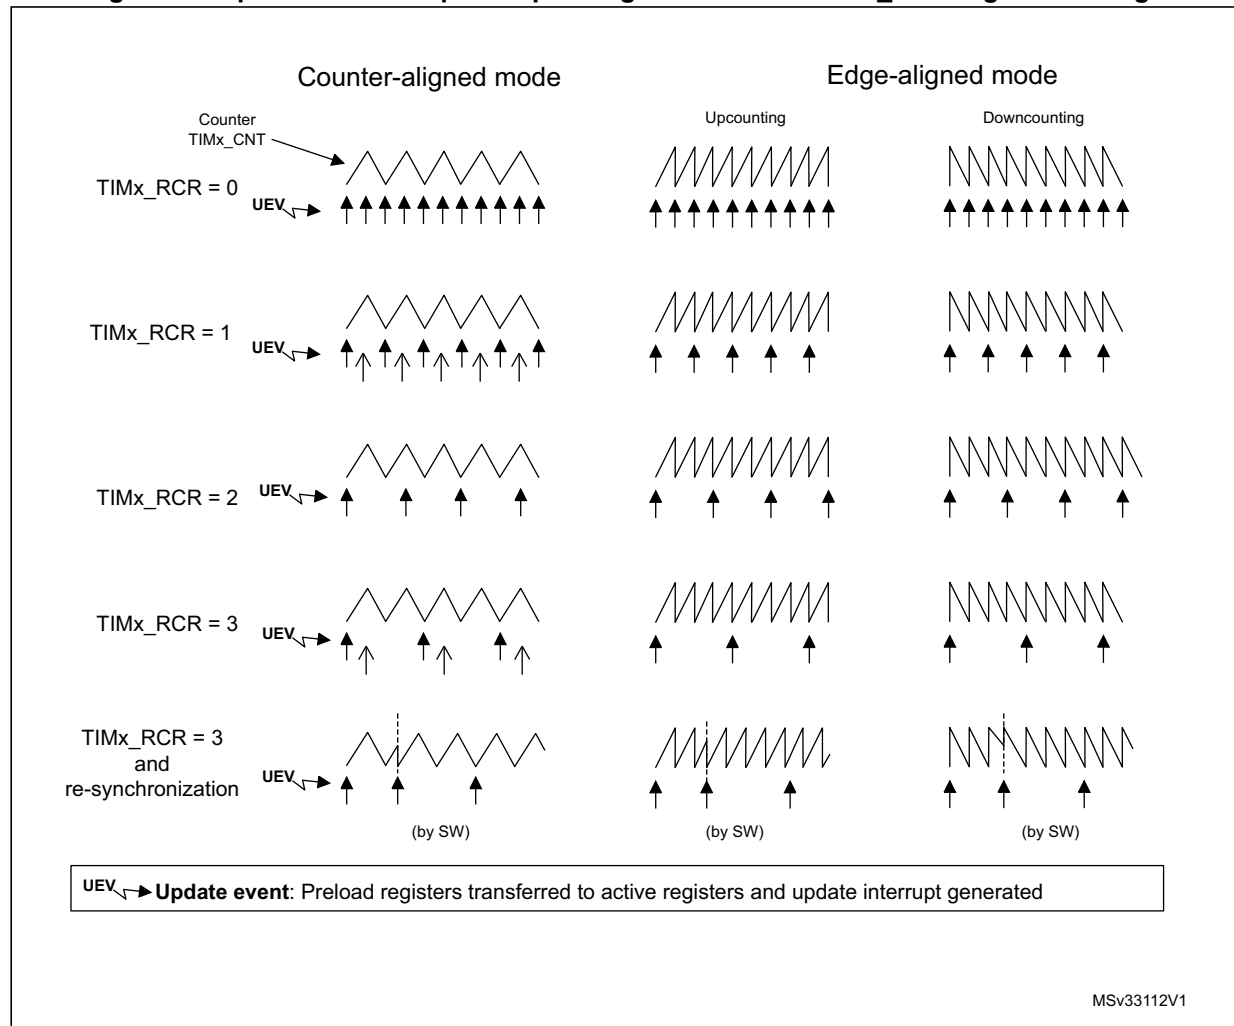 Counter-aligned mode
Edge-aligned mode
Counter
TIMx_CNT
Upcounting
Downcounting
TIMx_RCR = 0
UEV
TIMx_RCR = 1
UEV
TIMx_RCR = 2
UEV
TIMx_RCR = 3
UEV
TIMx_RCR = 3
and
re-synchronization
UEV
(by SW)
(by SW)
(by SW)
UEV Update event: Preload registers transferred to active registers and update interrupt generated
MSv33112V1